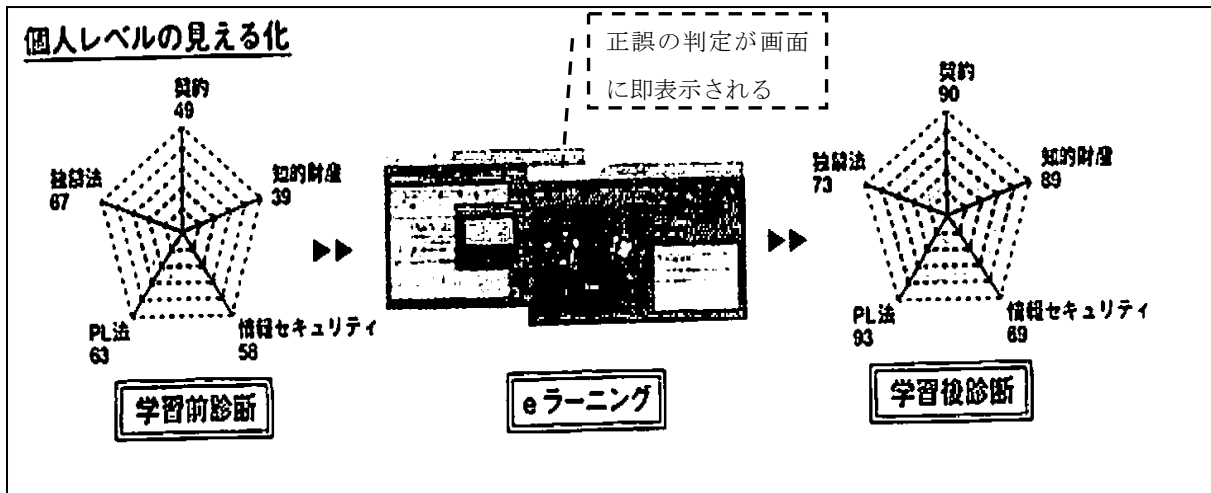 個人レベルの見える化
正誤の判定が画面
に即表示される
契約
49
独禁法
67
知的財産
39
PL法
63
情報セキュリティ
58
学習前診断
eラーニング
契約
90
独禁法
73
知的財産
89
PL法
93
情報セキュリティ
69
学習後診断